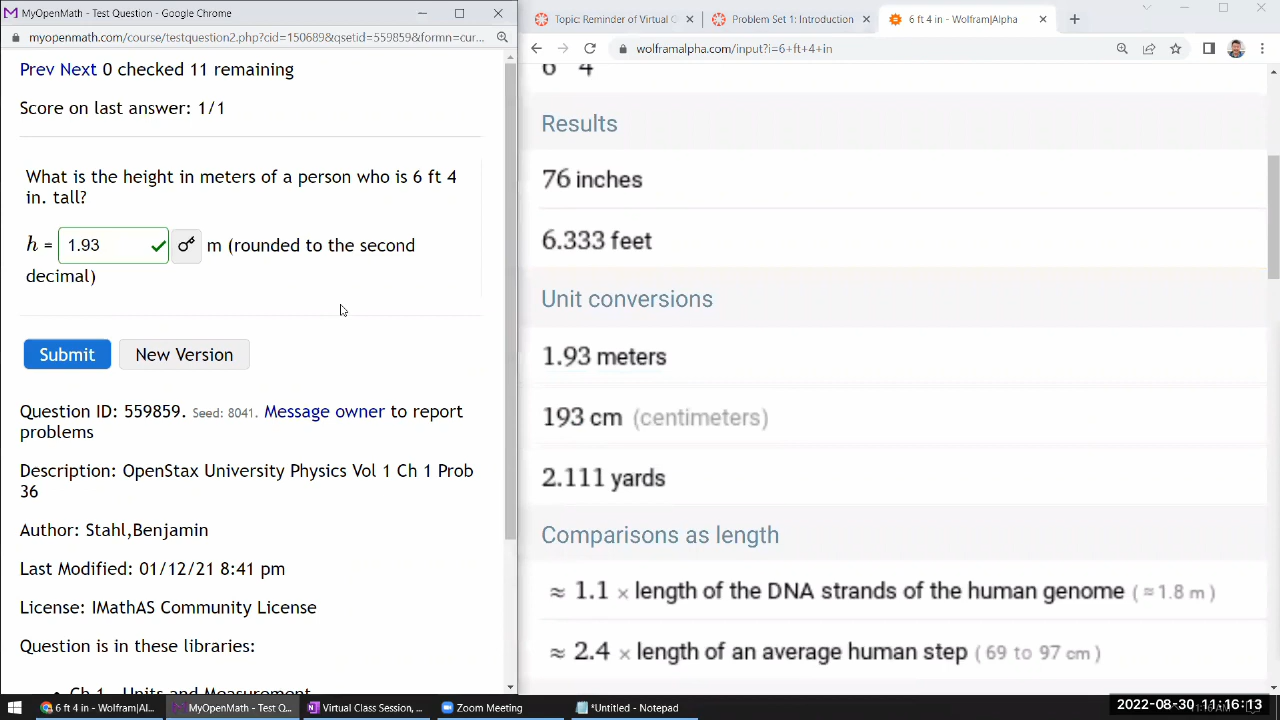 MyOpenMath - Test Question - Google Chrome
myopenmath.com/course/testquestion2.php?cid=150689&qsetid=559859&formn=cur...
Prev Next 0 checked 11 remaining
Score on last answer: 1/1
What is the height in meters of a person who is 6 ft 4
in. tall?
h = 1.93 m (rounded to the second
decimal)
Submit New Version
Question ID: 559859. Seed: 8041. Message owner to report
problems
Description: OpenStax University Physics Vol 1 Ch 1 Prob
36
Author: Stahl,Benjamin
Last Modified: 01/12/21 8:41 pm
License: IMathAS Community License
Question is in these libraries:
Ch 1 - Units and Measurement
Topic: Reminder of Virtual C
Problem Set 1: Introduction
6 ft 4 in - Wolfram|Alpha
wolframalpha.com/input?i=6+ft+4+in
6 4
Results
76 inches
6.333 feet
Unit conversions
1.93 meters
193 cm (centimeters)
2.111 yards
Comparisons as length
≈ 1.1 × length of the DNA strands of the human genome (≈1.8 m)
≈ 2.4 × length of an average human step (69 to 97 cm)
6 ft 4 in - Wolfram|Al...
MyOpenMath - Test Q...
Virtual Class Session, ...
Zoom Meeting
*Untitled - Notepad
2022-08-30 11:16:13